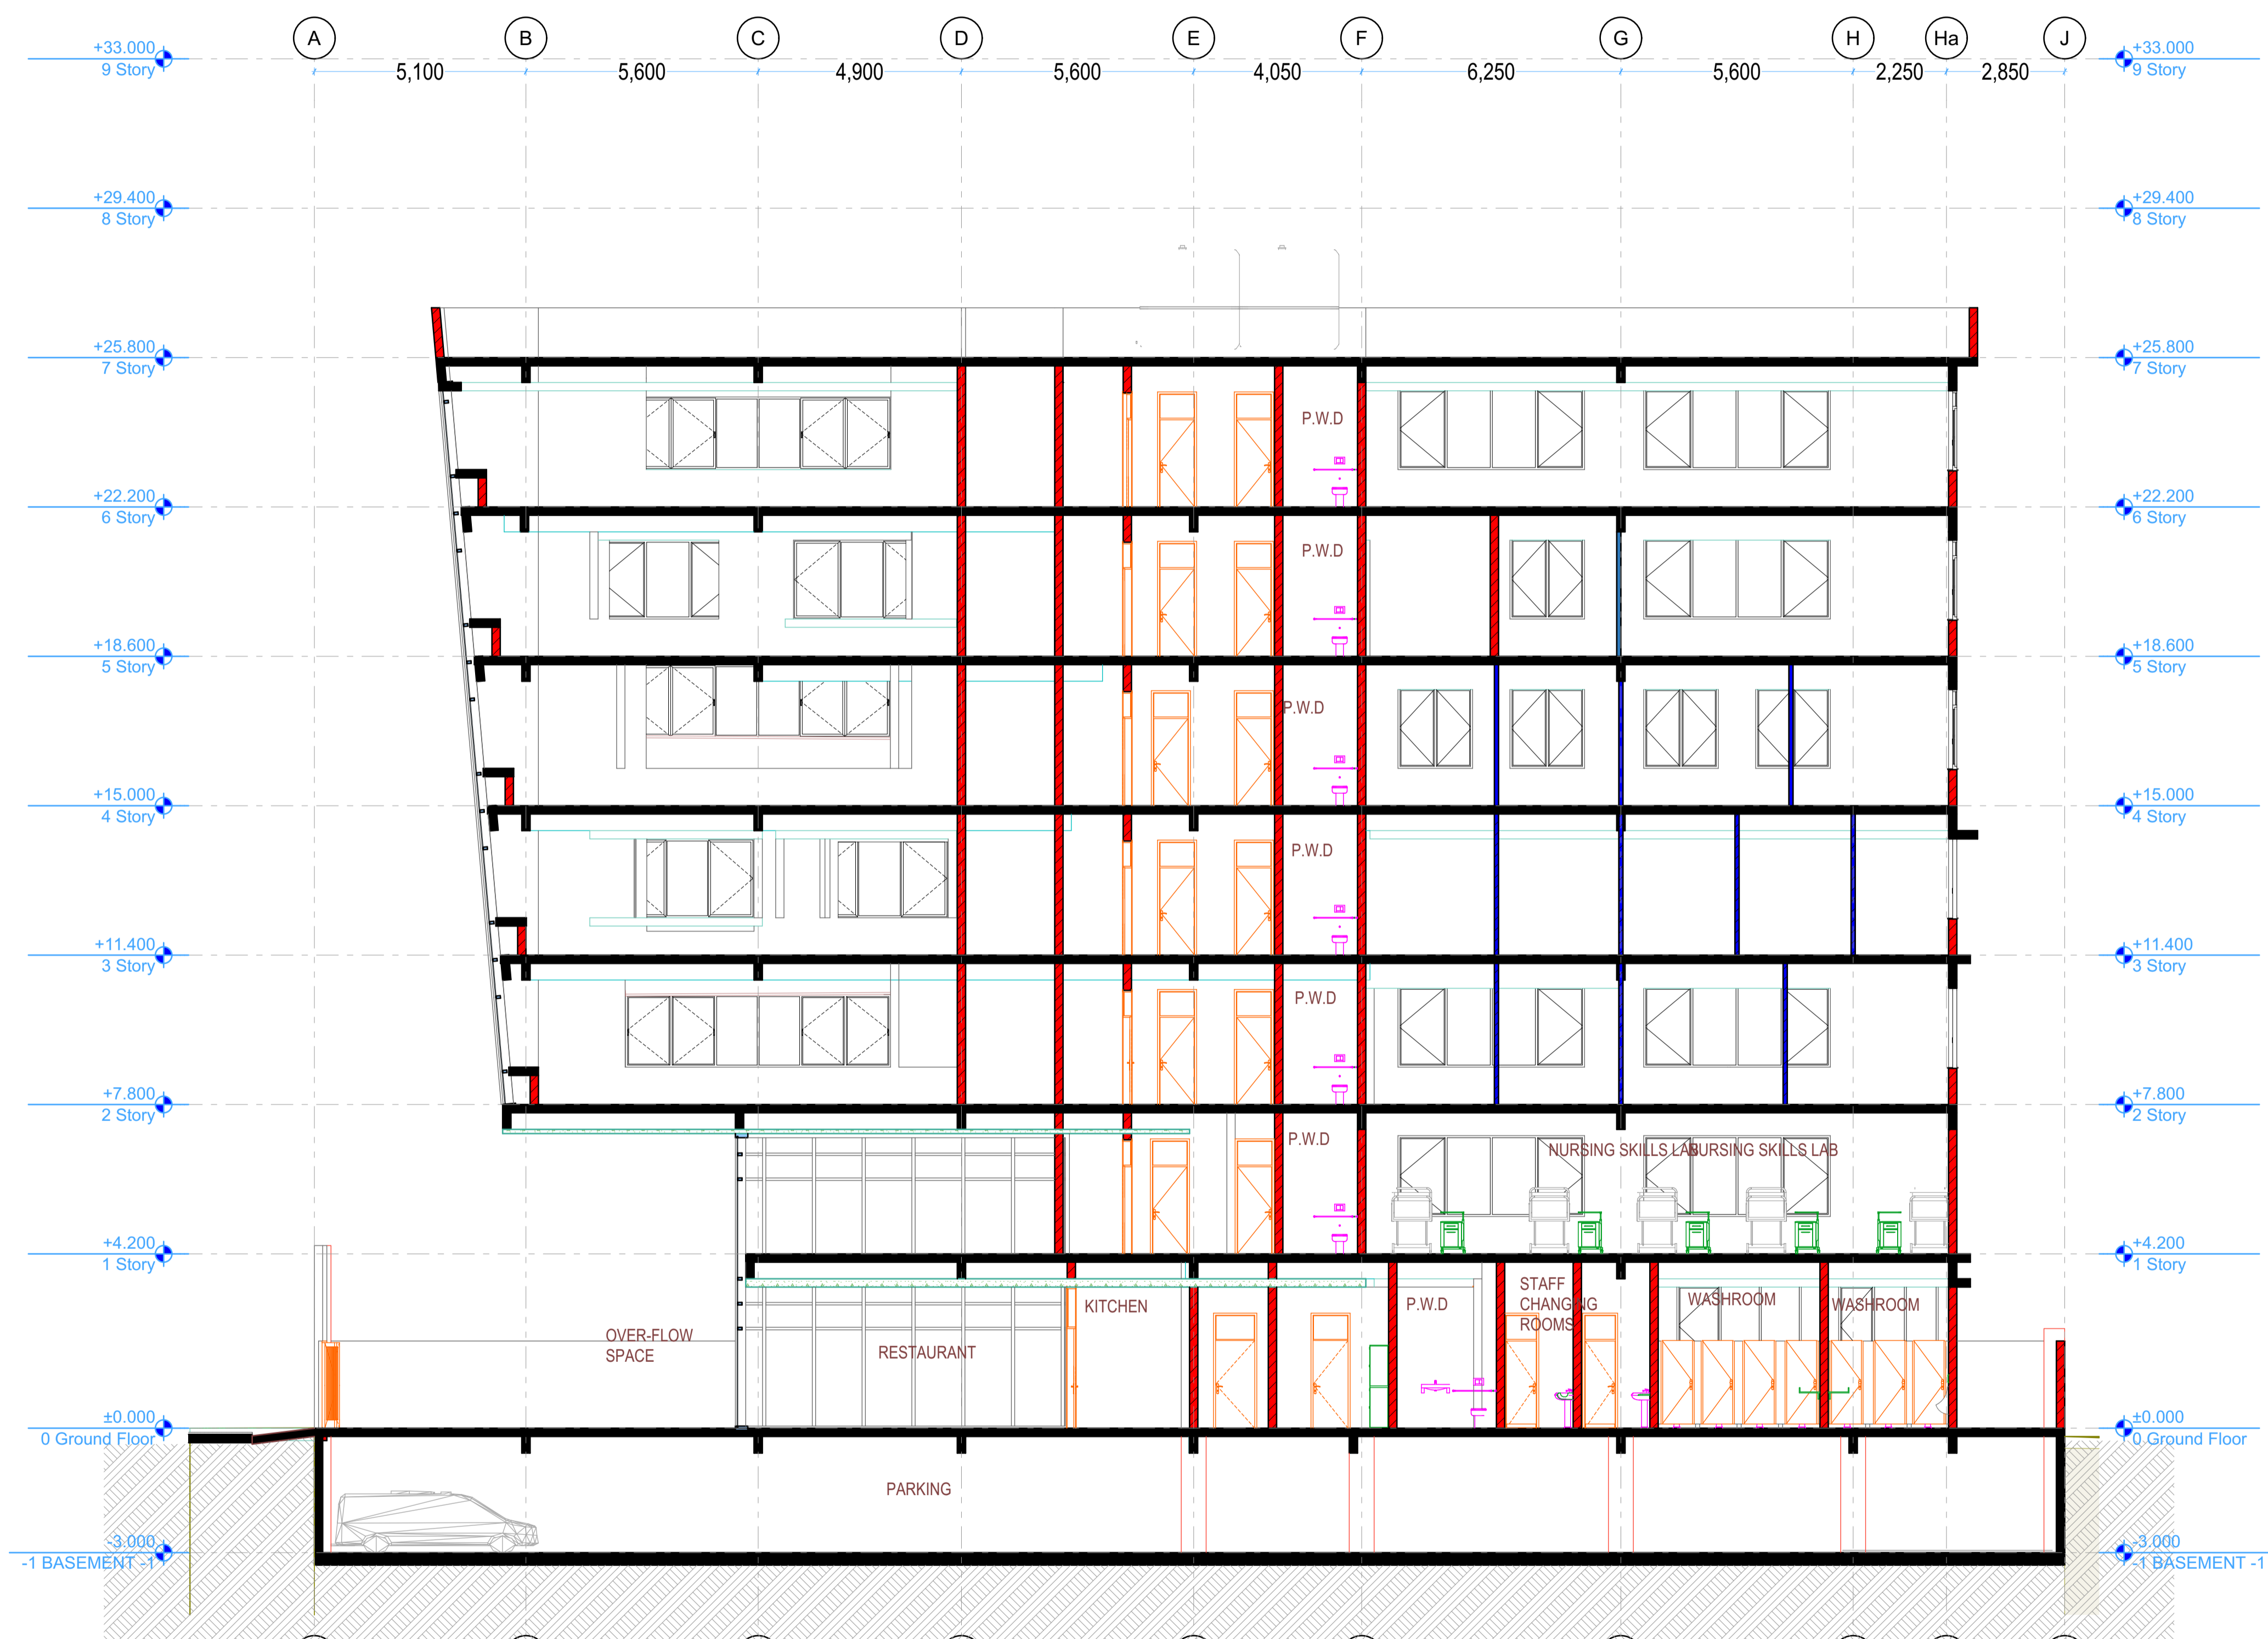 A B C D E F G H Ha J
5,100 5,600 4,900 5,600 4,050 6,250 5,600 2,250 2,850
+33.000 +33.000
9 Story 9 Story
+29.400 +29.400
8 Story 8 Story
+25.800 +25.800
7 Story 7 Story
P.W.D
+22.200 +22.200
6 Story 6 Story
P.W.D
+18.600 +18.600
5 Story 5 Story
P.W.D
+15.000 +15.000
4 Story 4 Story
P.W.D
+11.400 +11.400
3 Story 3 Story
P.W.D
+7.800 +7.800
2 Story 2 Story
P.W.D
NURSING SKILLS LAB NURSING SKILLS LAB
+4.200 +4.200
1 Story 1 Story
OVER-FLOW
SPACE
RESTAURANT
KITCHEN
P.W.D
STAFF
CHANGING
ROOMS
WASHROOM
WASHROOM
±0.000 ±0.000
0 Ground Floor 0 Ground Floor
PARKING
-3.000 -3.000
-1 BASEMENT -1 -1 BASEMENT -1